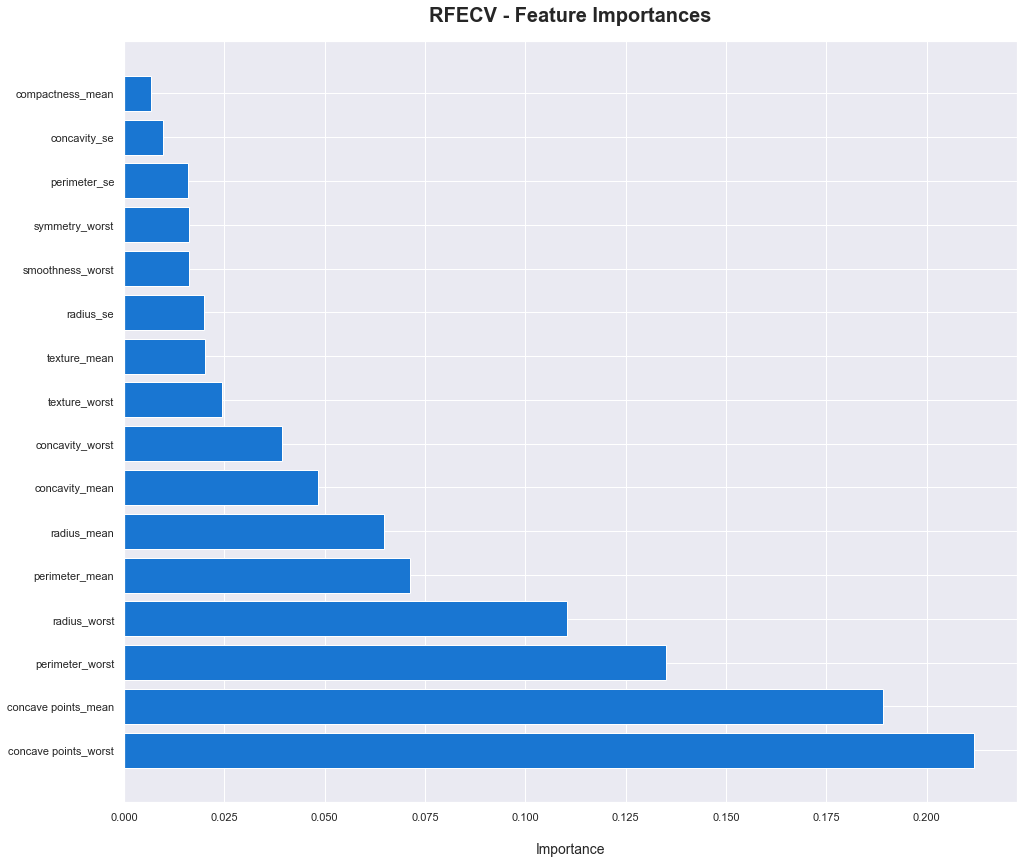 RFECV - Feature Importances
compactness_mean
concavity_se
perimeter_se
symmetry_worst
smoothness_worst
radius_se
texture_mean
texture_worst
concavity_worst
concavity_mean
radius_mean
perimeter_mean
radius_worst
perimeter_worst
concave points_mean
concave points_worst
0.000 0.025 0.050 0.075 0.100 0.125 0.150 0.175 0.200
Importance